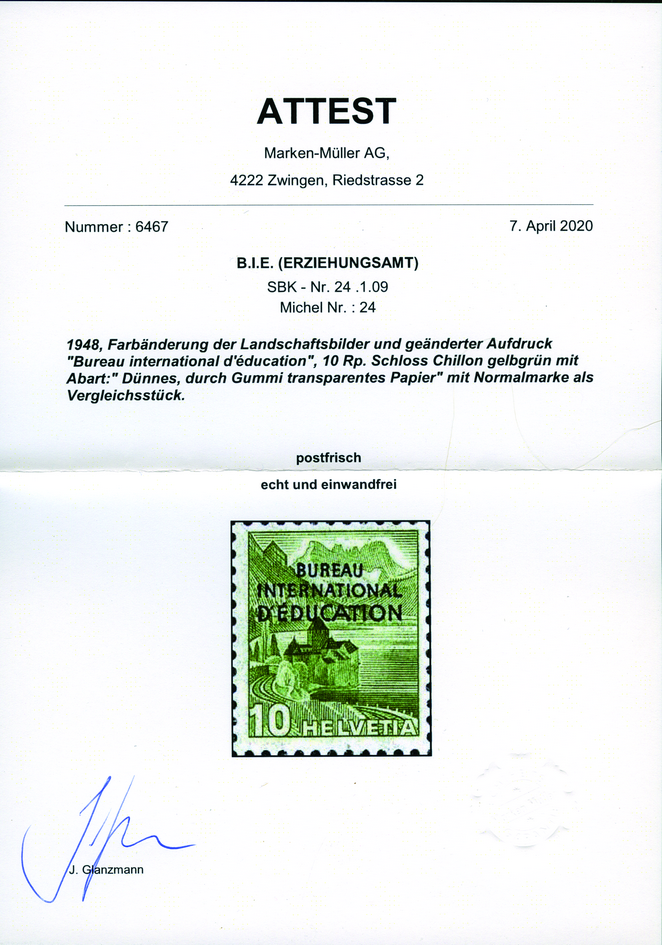 ATTEST
Marken-Müller AG,
4222 Zwingen, Riedstrasse 2
Nummer : 6467
7. April 2020
B.I.E. (ERZIEHUNGSAMT)
SBK - Nr. 24 .1.09
Michel Nr. : 24
1948, Farbänderung der Landschaftsbilder und geänderter Aufdruck
"Bureau international d'éducation", 10 Rp. Schloss Chillon gelbgrün mit
Abart:" Dünnes, durch Gummi transparentes Papier" mit Normalmarke als
Vergleichsstück.
postfrisch
echt und einwandfrei
BUREAU
INTERNATIONAL
D'ÉDUCATION
10 HELVETIA
J. Glanzmann